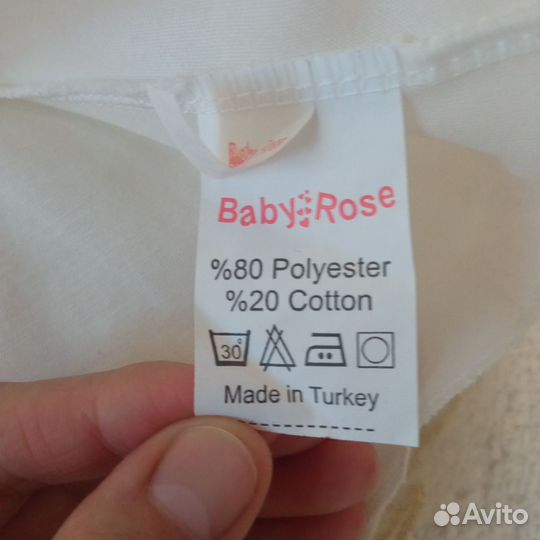 Baby Rose
%80 Polyester
%20 Cotton
30
Made in Turkey
Avito